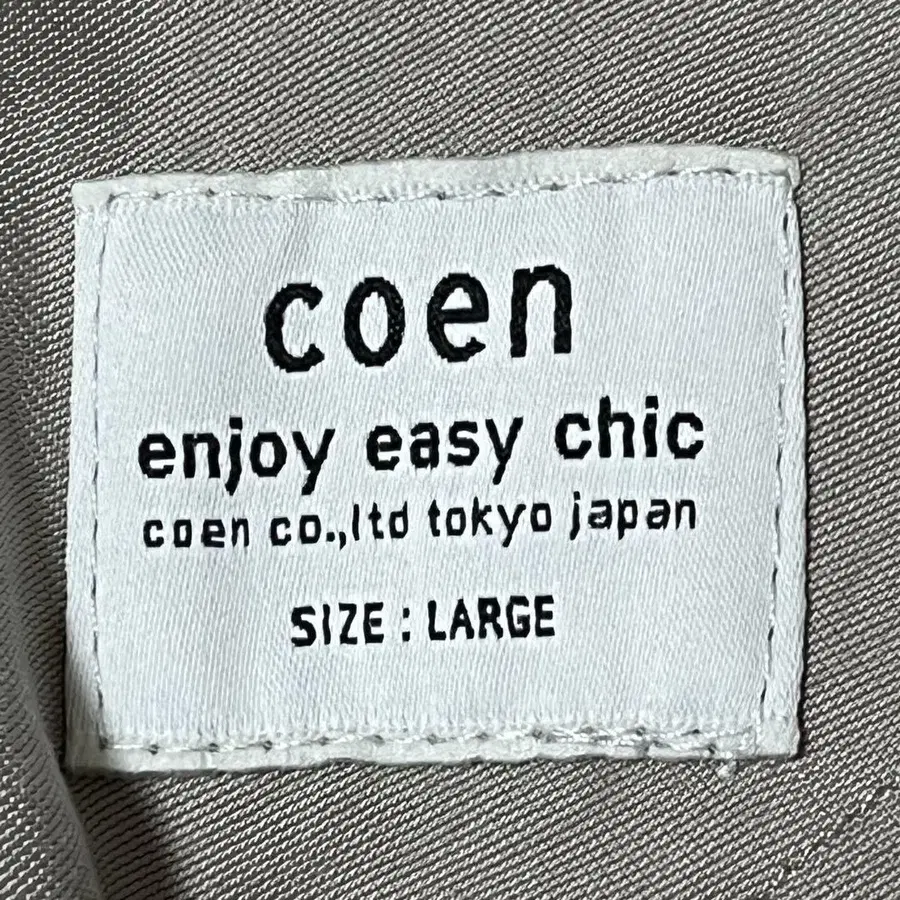 coen
enjoy easy chic
coen co.,ltd tokyo japan
SIZE : LARGE